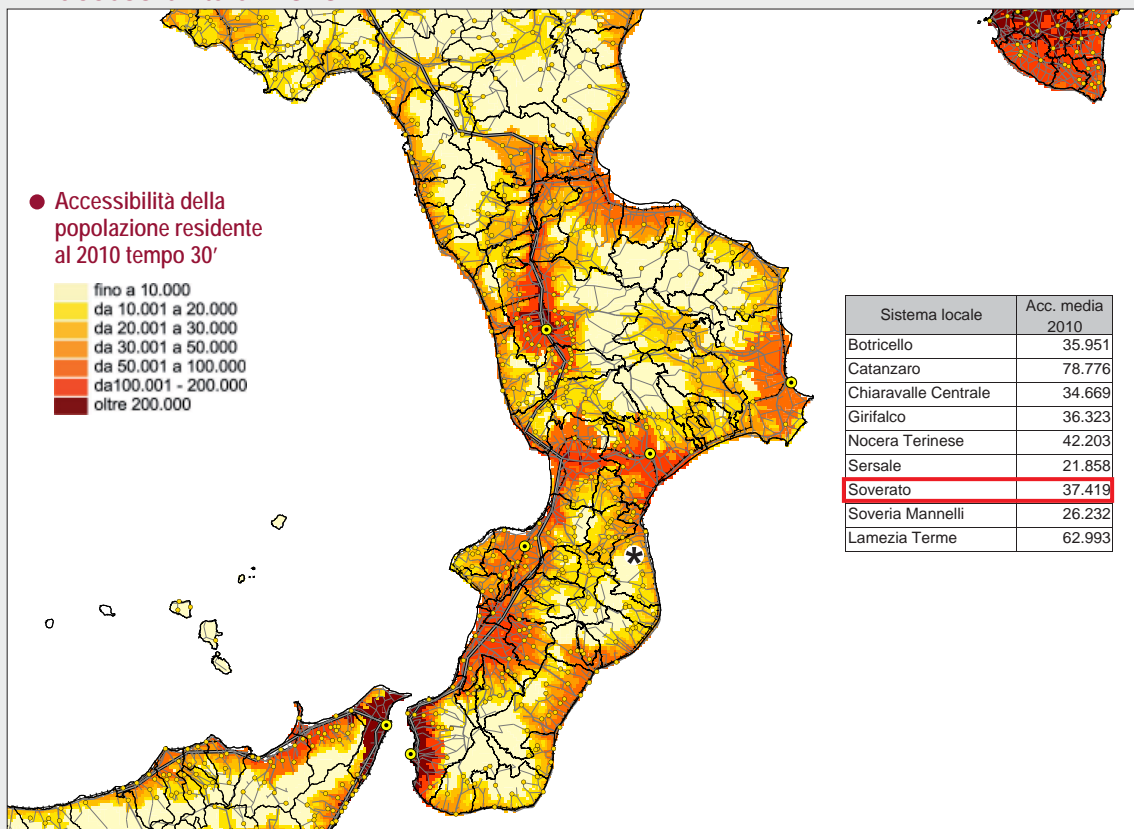 ● Accessibilità della
popolazione residente
al 2010 tempo 30'
fino a 10.000
da 10.001 a 20.000
da 20.001 a 30.000
da 30.001 a 50.000
da 50.001 a 100.000
da100.001 - 200.000
oltre 200.000
Sistema locale Acc. media 2010
Botricello 35.951
Catanzaro 78.776
Chiaravalle Centrale 34.669
Girifalco 36.323
Nocera Terinese 42.203
Sersale 21.858
Soverato 37.419
Soveria Mannelli 26.232
Lamezia Terme 62.993
*